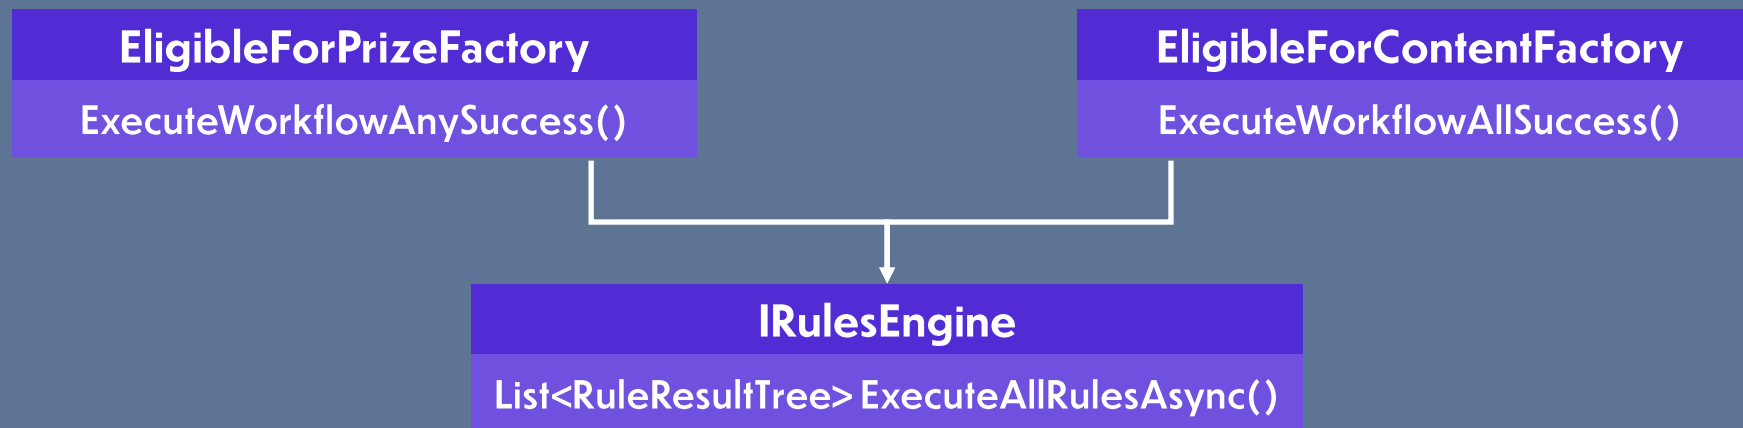 EligibleForPrizeFactory
ExecuteWorkflowAnySuccess()
EligibleForContentFactory
ExecuteWorkflowAllSuccess()
IRulesEngine
List<RuleResultTree> ExecuteAllRulesAsync()